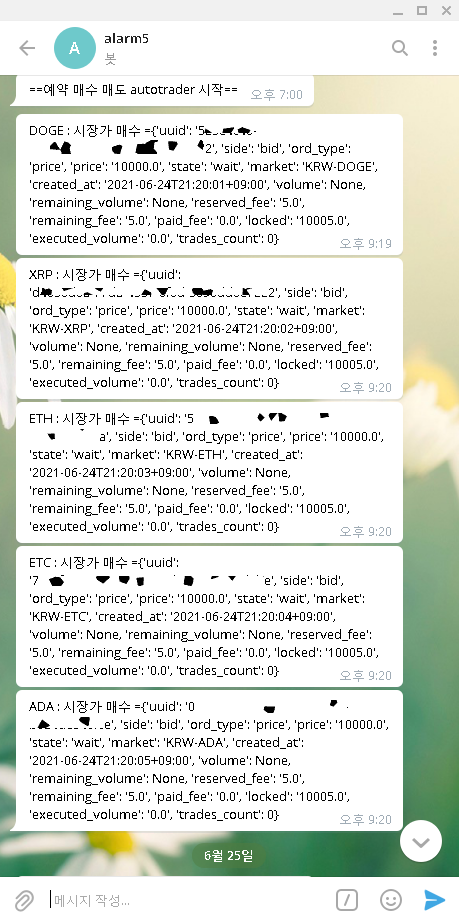 alarm5
A
봇
==예약 매수 매도 autotrader 시작==
오후 7:00
DOGE : 시장가 매수 ={'uuid':
2', 'side': 'bid', 'ord_type':
'price', 'price': '10000.0', 'state': 'wait', 'market': 'KRW-DOGE',
'created_at': '2021-06-24T21:20:01+09:00', 'volume': None,
'remaining_volume': None, 'reserved_fee': '5.0',
'remaining_fee': '5.0', 'paid_fee': '0.0', 'locked': '10005.0',
'executed_volume': '0.0', 'trades_count': 0}
오후 9:19
XRP : 시장가 매수 ={'uuid':
'side': 'bid',
'ord_type': 'price', 'price': '10000.0', 'state': 'wait', 'market':
'KRW-XRP', 'created_at': '2021-06-24T21:20:02+09:00',
'volume': None, 'remaining_volume': None, 'reserved_fee':
'5.0', 'remaining_fee': '5.0', 'paid_fee': '0.0', 'locked': '10005.0',
'executed_volume': '0.0', 'trades_count': 0}
오후 9:20
ETH : 시장가 매수 ={'uuid': '5
a', 'side': 'bid', 'ord_type': 'price', 'price': '10000.0',
'state': 'wait', 'market': 'KRW-ETH', 'created_at':
'2021-06-24T21:20:03+09:00', 'volume': None,
'remaining_volume': None, 'reserved_fee': '5.0',
'remaining_fee': '5.0', 'paid_fee': '0.0', 'locked': '10005.0',
'executed_volume': '0.0', 'trades_count': 0}
오후 9:20
ETC : 시장가 매수 ={'uuid':
'7 e', 'side': 'bid',
'ord_type': 'price', 'price': '10000.0', 'state': 'wait', 'market':
'KRW-ETC', 'created_at': '2021-06-24T21:20:04+09:00',
'volume': None, 'remaining_volume': None, 'reserved_fee':
'5.0', 'remaining_fee': '5.0', 'paid_fee': '0.0', 'locked': '10005.0',
'executed_volume': '0.0', 'trades_count': 0}
오후 9:20
ADA : 시장가 매수 ={'uuid': '0
'side': 'bid', 'ord_type': 'price', 'price': '10000.0',
'state': 'wait', 'market': 'KRW-ADA', 'created_at':
'2021-06-24T21:20:05+09:00', 'volume': None,
'remaining_volume': None, 'reserved_fee': '5.0',
'remaining_fee': '5.0', 'paid_fee': '0.0', 'locked': '10005.0',
'executed_volume': '0.0', 'trades_count': 0}
오후 9:20
6월 25일
메시지 작성...